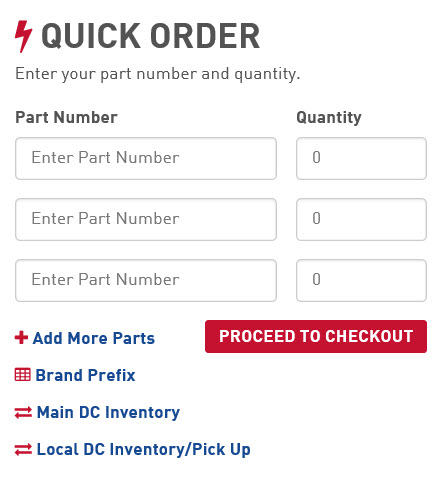 QUICK ORDER
Enter your part number and quantity.
Part Number Quantity
Enter Part Number 0
Enter Part Number 0
Enter Part Number 0
Add More Parts PROCEED TO CHECKOUT
Brand Prefix
Main DC Inventory
Local DC Inventory/Pick Up